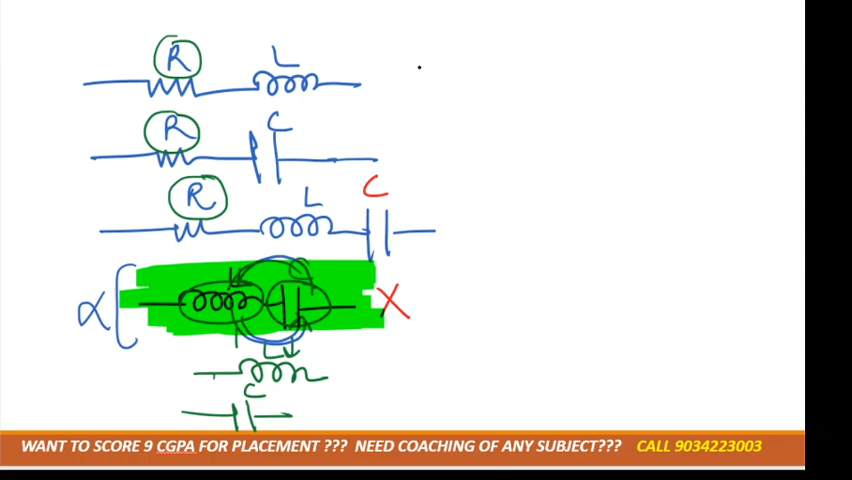 R L
R C
R L C
α L X
L
C
WANT TO SCORE 9 CGPA FOR PLACEMENT ??? NEED COACHING OF ANY SUBJECT??? CALL 9034223003